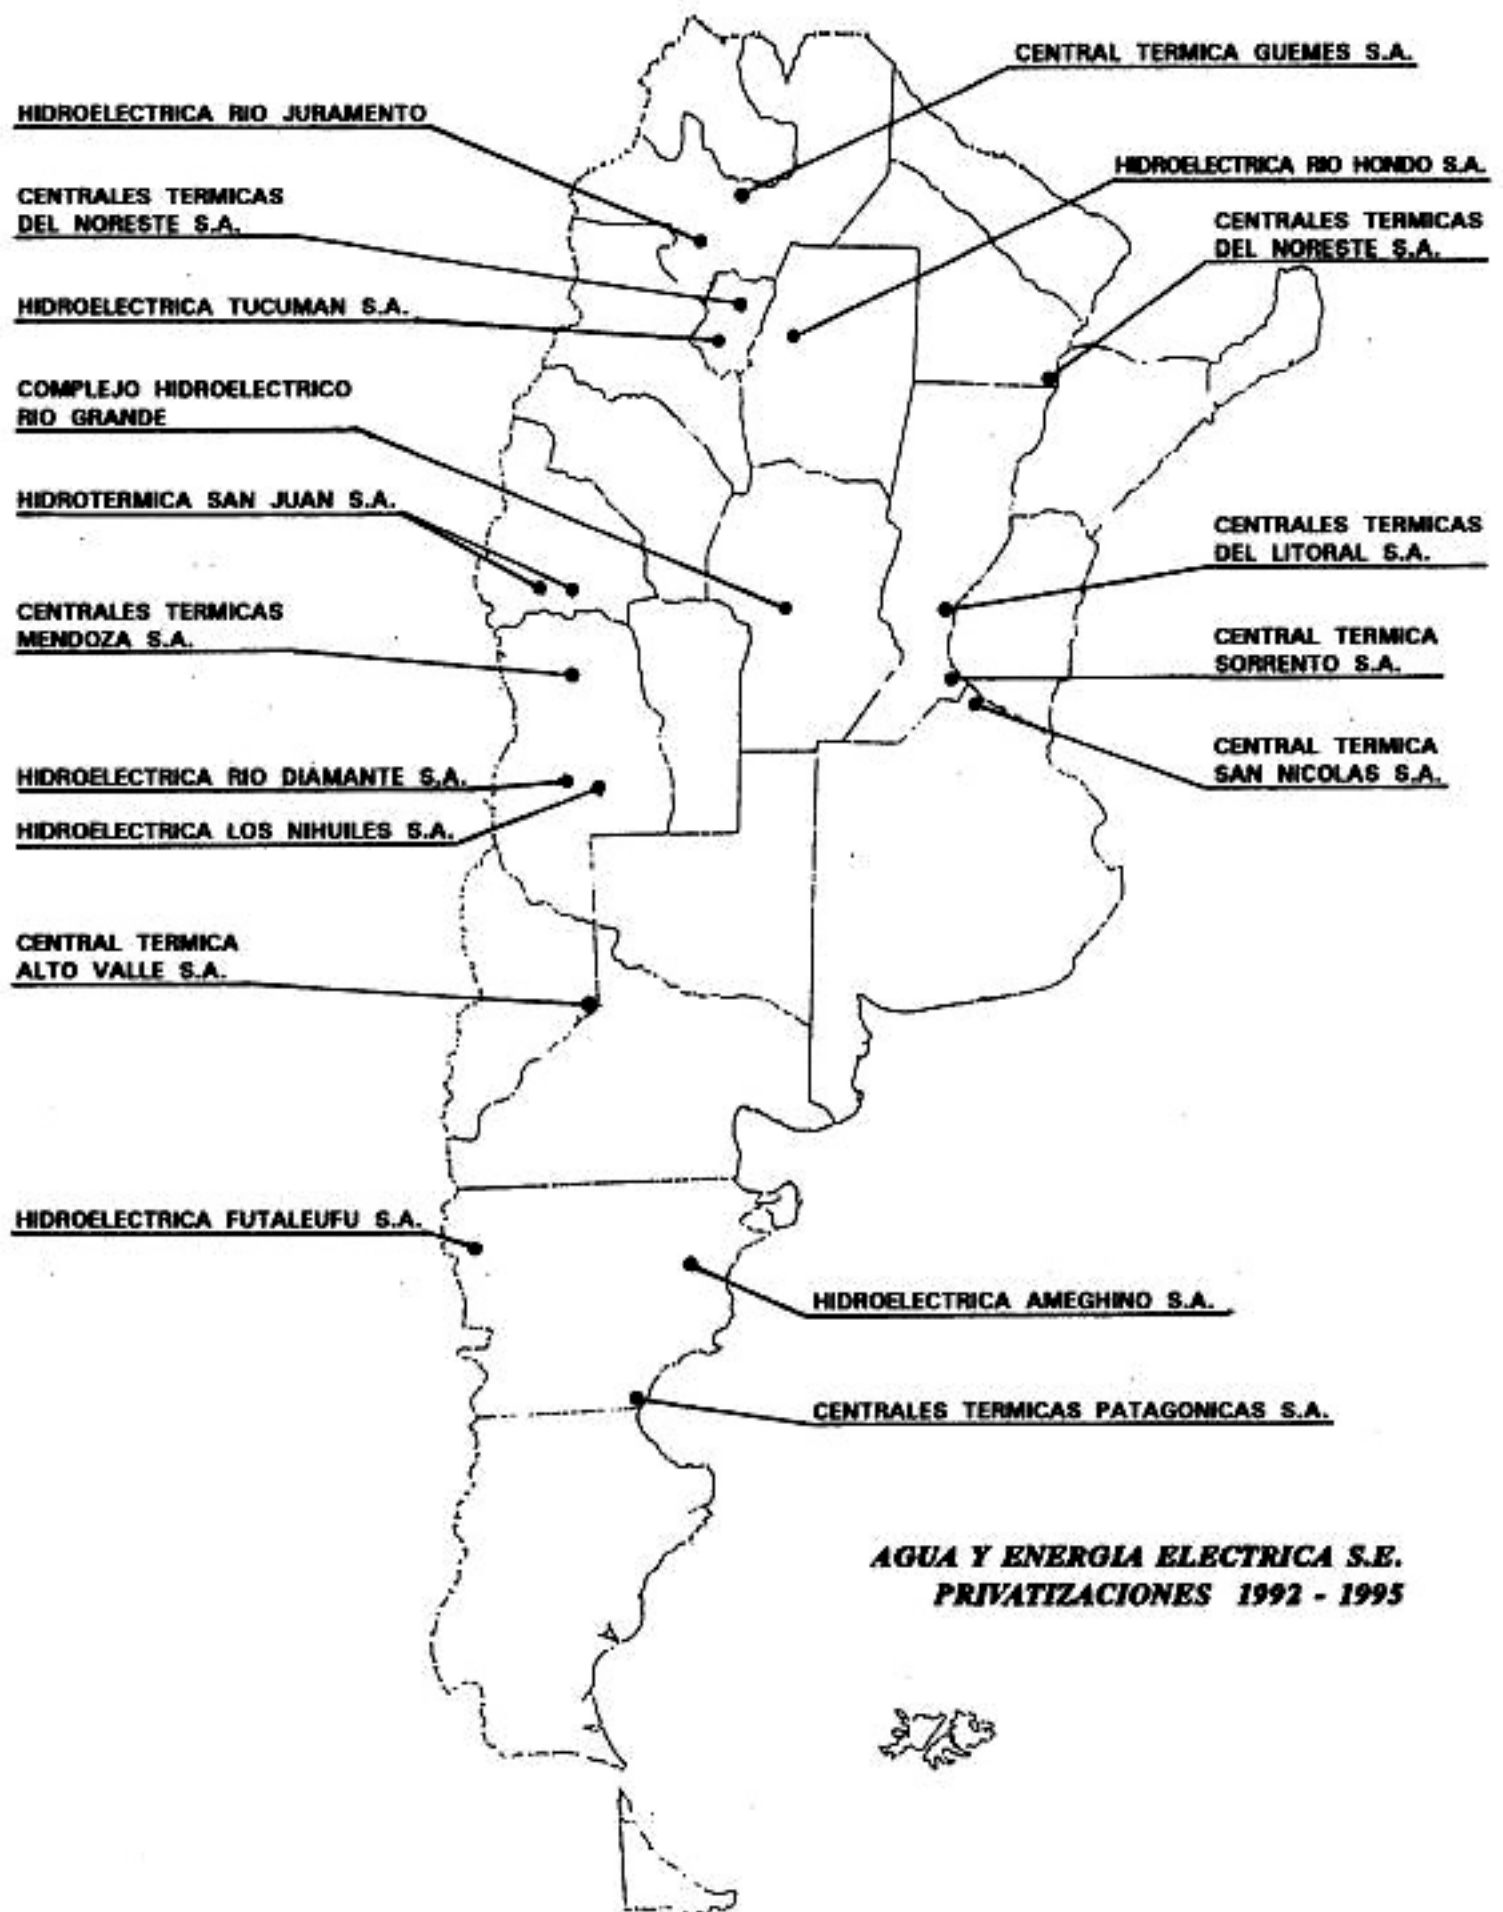 CENTRAL TERMICA GUEMES S.A.
HIDROELECTRICA RIO JURAMENTO
HIDROELECTRICA RIO HONDO S.A.
CENTRALES TERMICAS
DEL NORESTE S.A.
CENTRALES TERMICAS
DEL NORESTE S.A.
HIDROELECTRICA TUCUMAN S.A.
COMPLEJO HIDROELECTRICO
RIO GRANDE
HIDROTERMICA SAN JUAN S.A.
CENTRALES TERMICAS
DEL LITORAL S.A.
CENTRALES TERMICAS
MENDOZA S.A.
CENTRAL TERMICA
SORRENTO S.A.
CENTRAL TERMICA
SAN NICOLAS S.A.
HIDROELECTRICA RIO DIAMANTE S.A.
HIDROELECTRICA LOS NIHUILES S.A.
CENTRAL TERMICA
ALTO VALLE S.A.
HIDROELECTRICA FUTALEUFU S.A.
HIDROELECTRICA AMEGHINO S.A.
CENTRALES TERMICAS PATAGONICAS S.A.
AGUA Y ENERGIA ELECTRICA S.E.
PRIVATIZACIONES 1992 - 1995